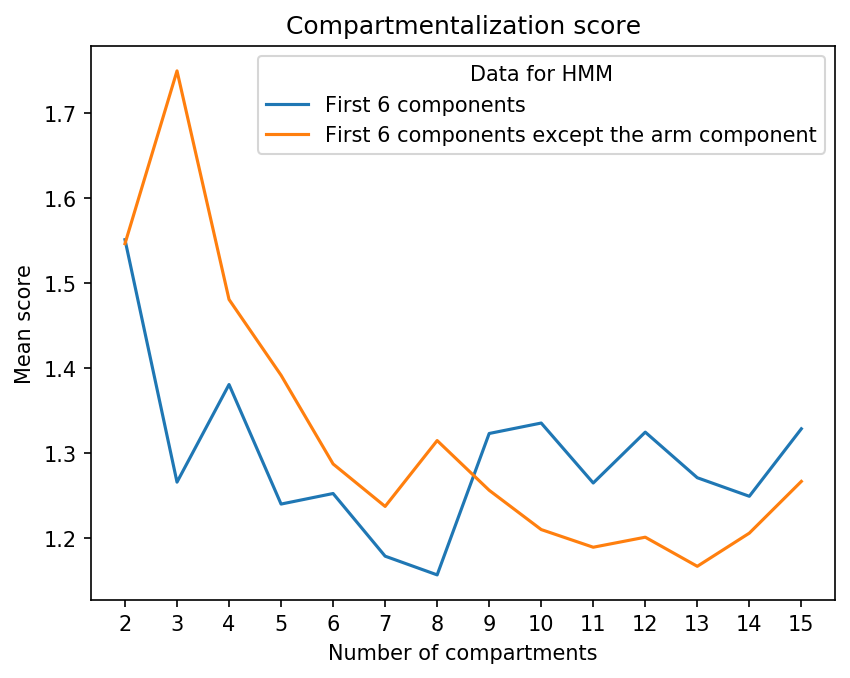 Compartmentalization score
Data for HMM
First 6 components
First 6 components except the arm component
Mean score
1.7
1.6
1.5
1.4
1.3
1.2
2 3 4 5 6 7 8 9 10 11 12 13 14 15
Number of compartments